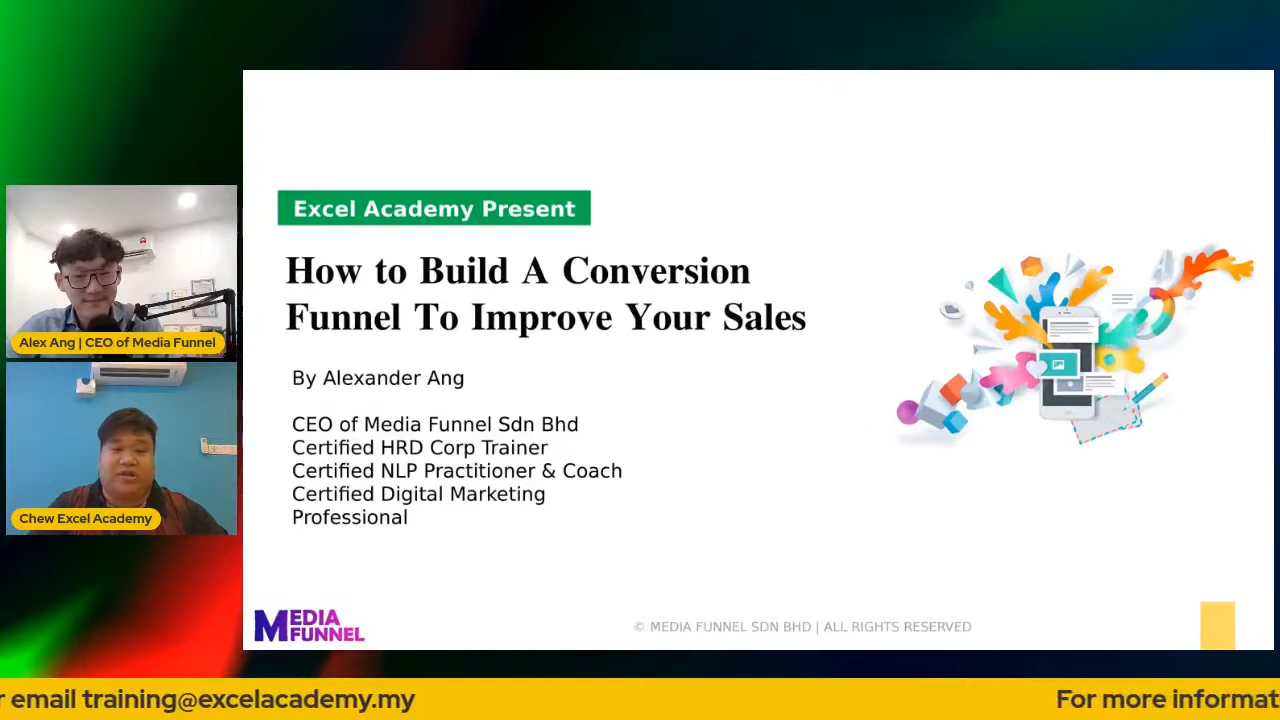 Excel Academy Present
How to Build A Conversion
Funnel To Improve Your Sales
By Alexander Ang
CEO of Media Funnel Sdn Bhd
Certified HRD Corp Trainer
Certified NLP Practitioner & Coach
Certified Digital Marketing
Professional
Alex Ang | CEO of Media Funnel
Chew Excel Academy
MEDIA
FUNNEL
© MEDIA FUNNEL SDN BHD | ALL RIGHTS RESERVED
r email training@excelacademy.my
For more informat